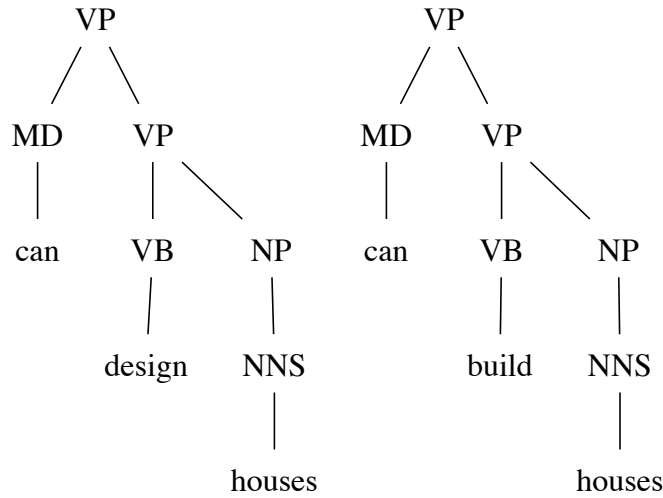 VP VP
MD VP MD VP
can VB NP can VB NP
design NNS build NNS
houses houses